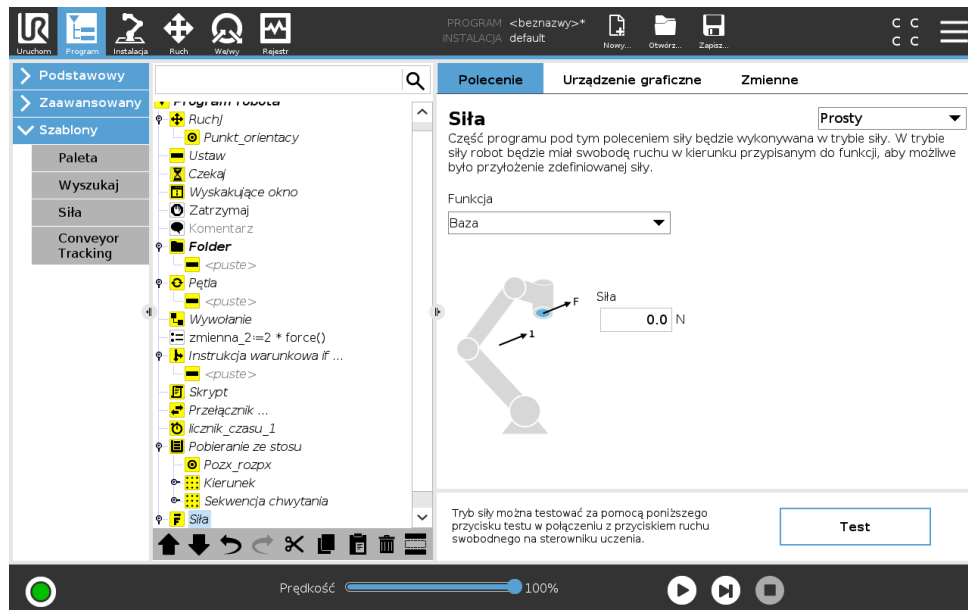 PROGRAM <beznazwy>*
INSTALACJA default
UR
Uruchom Program Instalacja Ruch We/wy Rejestr Nowy... Otwórz... Zapisz...
C C
C C
Podstawowy
Zaawansowany
Szablony
Paleta
Wyszukaj
Siła
Conveyor
Tracking
Program robota
RuchJ
Punkt_orientacy
Ustaw
Czekaj
Wyskakujące okno
Zatrzymaj
Komentarz
Folder
<puste>
Pętla
<puste>
Wywołanie
zmienna_2:=2 * force()
Instrukcja warunkowa if ...
<puste>
Skrypt
Przełącznik ...
licznik_czasu_1
Pobieranie ze stosu
Pozx_rozpx
Kierunek
Sekwencja chwytania
Siła
Polecenie Urządzenie graficzne Zmienne
Siła
Prosty
Część programu pod tym poleceniem siły będzie wykonywana w trybie siły. W trybie
siły robot będzie miał swobodę ruchu w kierunku przypisanym do funkcji, aby możliwe
było przyłożenie zdefiniowanej siły.
Funkcja
Baza
F
1
Siła
0.0 N
Tryb siły można testować za pomocą poniższego
przycisku testu w połączeniu z przyciskiem ruchu
swobodnego na sterowniku uczenia.
Test
Prędkość 100%